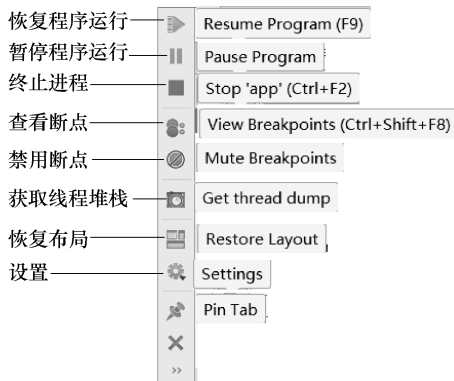 恢复程序运行 Resume Program (F9)
暂停程序运行 Pause Program
终止进程 Stop 'app' (Ctrl+F2)
查看断点 View Breakpoints (Ctrl+Shift+F8)
禁用断点 Mute Breakpoints
获取线程堆栈 Get thread dump
恢复布局 Restore Layout
设置 Settings
Pin Tab